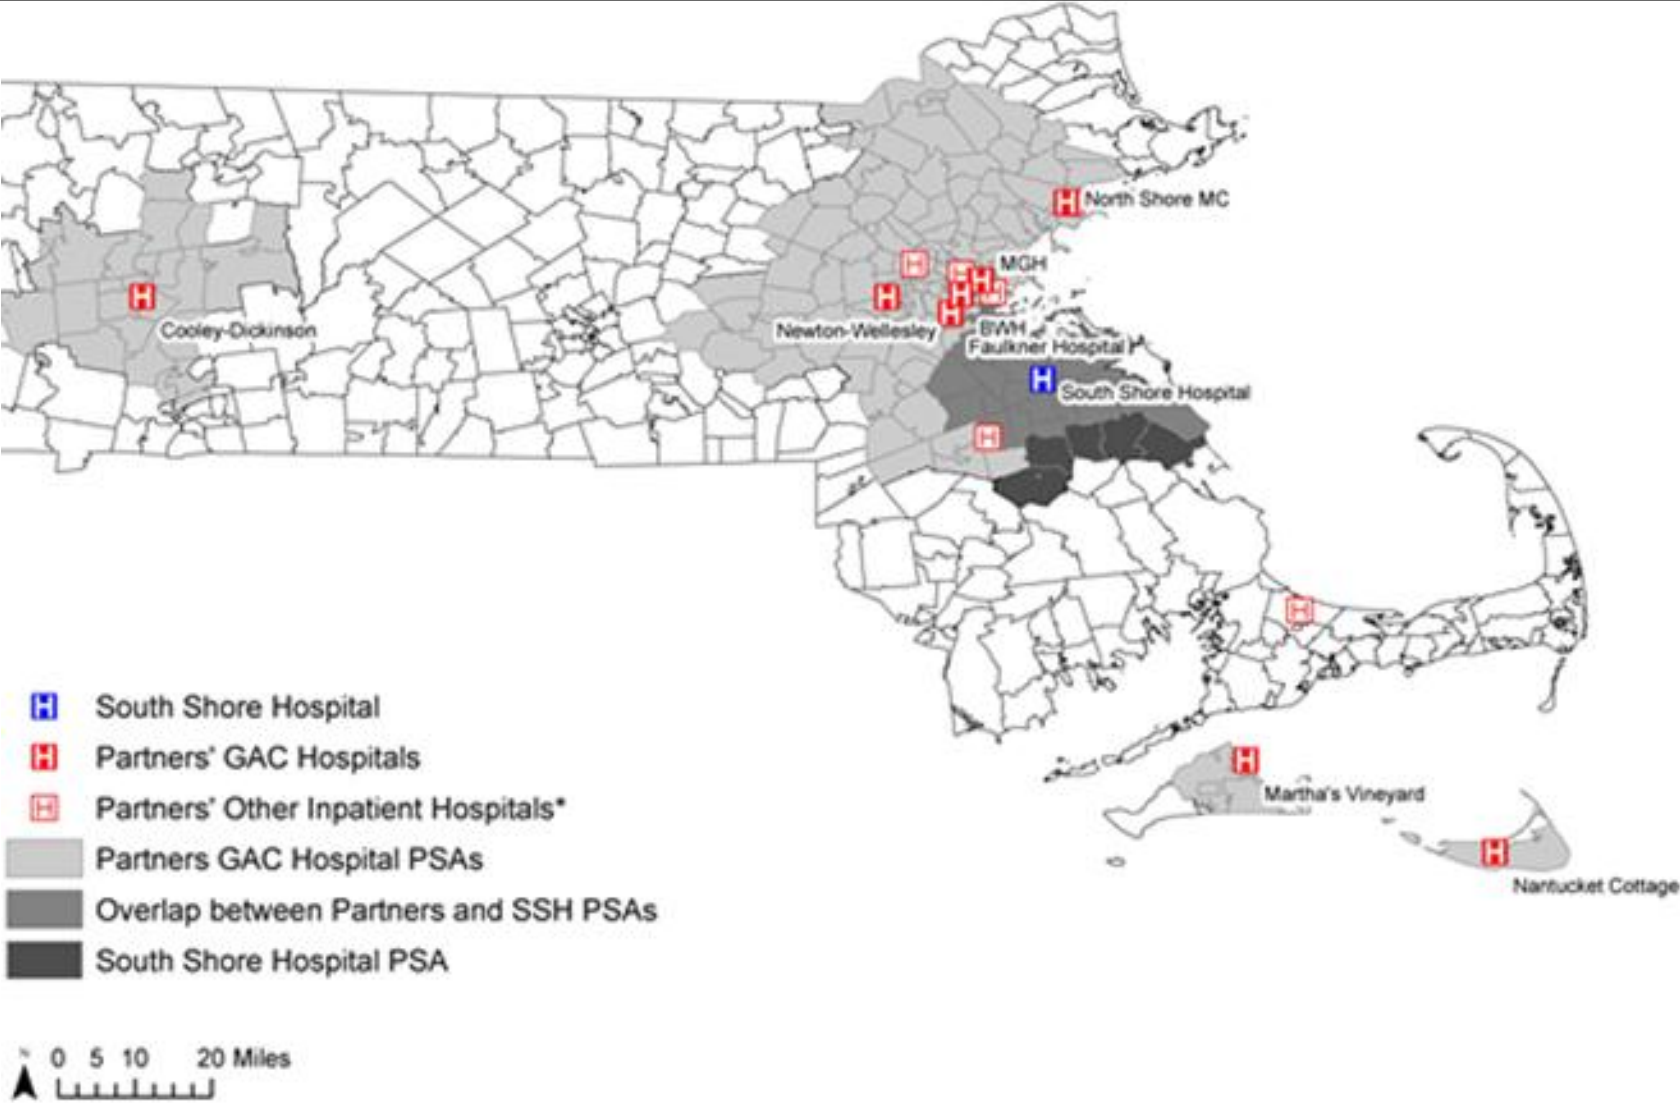 North Shore MC
MGH
Cooley-Dickinson
Newton-Wellesley
BWH
Faulkner Hospital
South Shore Hospital
South Shore Hospital
Partners' GAC Hospitals
Partners' Other Inpatient Hospitals*
Martha's Vineyard
Partners GAC Hospital PSAs
Nantucket Cottage
Overlap between Partners and SSH PSAs
South Shore Hospital PSA
N
0 5 10 20 Miles